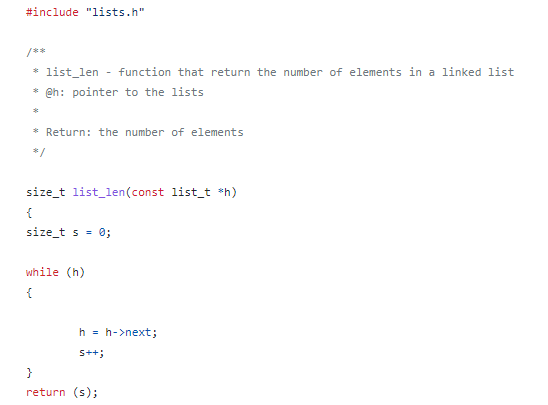 #include "lists.h"
/**
* list_len - function that return the number of elements in a linked list
* @h: pointer to the lists
*
* Return: the number of elements
*/
size_t list_len(const list_t *h)
{
size_t s = 0;
while (h)
{
h = h->next;
s++;
}
return (s);